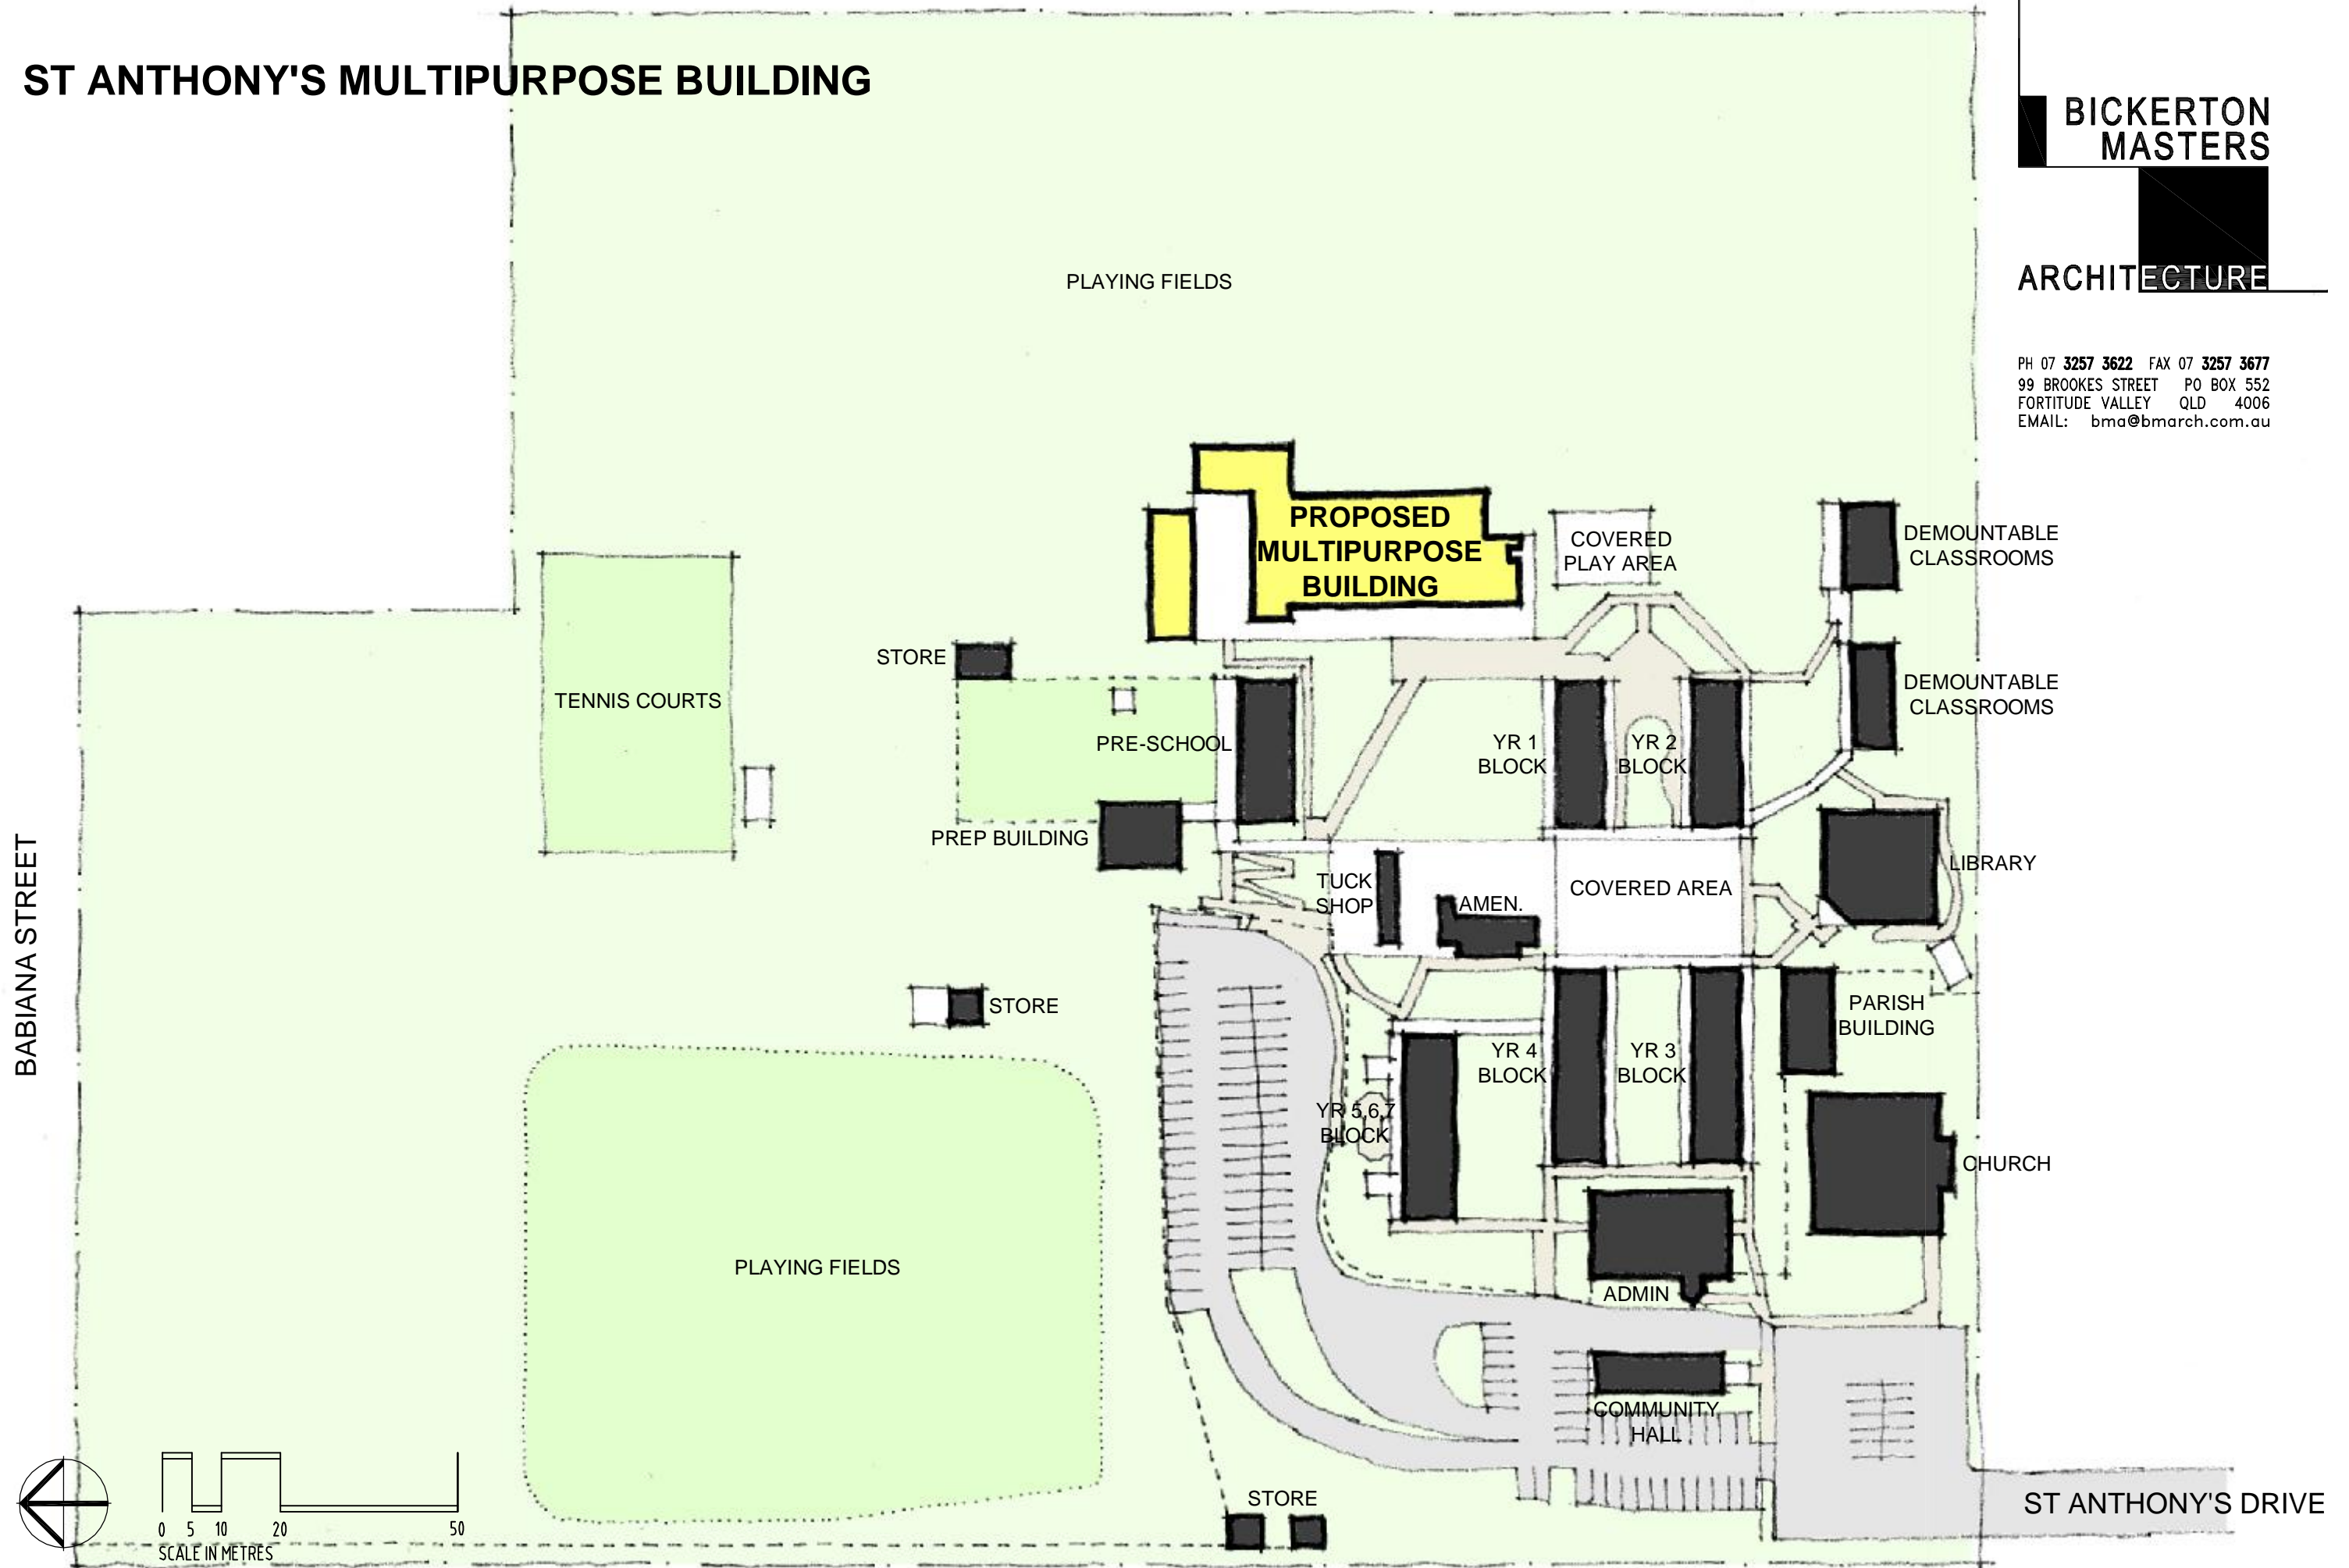 ST ANTHONY'S MULTIPURPOSE BUILDING
BICKERTON
MASTERS
ARCHITECTURE
PH 07 3257 3622 FAX 07 3257 3677
99 BROOKES STREET PO BOX 552
FORTITUDE VALLEY QLD 4006
EMAIL: bma@bmarch.com.au
PLAYING FIELDS
PROPOSED
MULTIPURPOSE
BUILDING
COVERED
PLAY AREA
DEMOUNTABLE
CLASSROOMS
STORE
TENNIS COURTS
DEMOUNTABLE
CLASSROOMS
PRE-SCHOOL
YR 1
BLOCK
YR 2
BLOCK
PREP BUILDING
LIBRARY
TUCK
SHOP
AMEN.
COVERED AREA
BABIANA STREET
STORE
PARISH
BUILDING
YR 4
BLOCK
YR 3
BLOCK
YR 5,6,7
BLOCK
CHURCH
PLAYING FIELDS
ADMIN
COMMUNITY
HALL
STORE
ST ANTHONY'S DRIVE
0 5 10 20 50
SCALE IN METRES